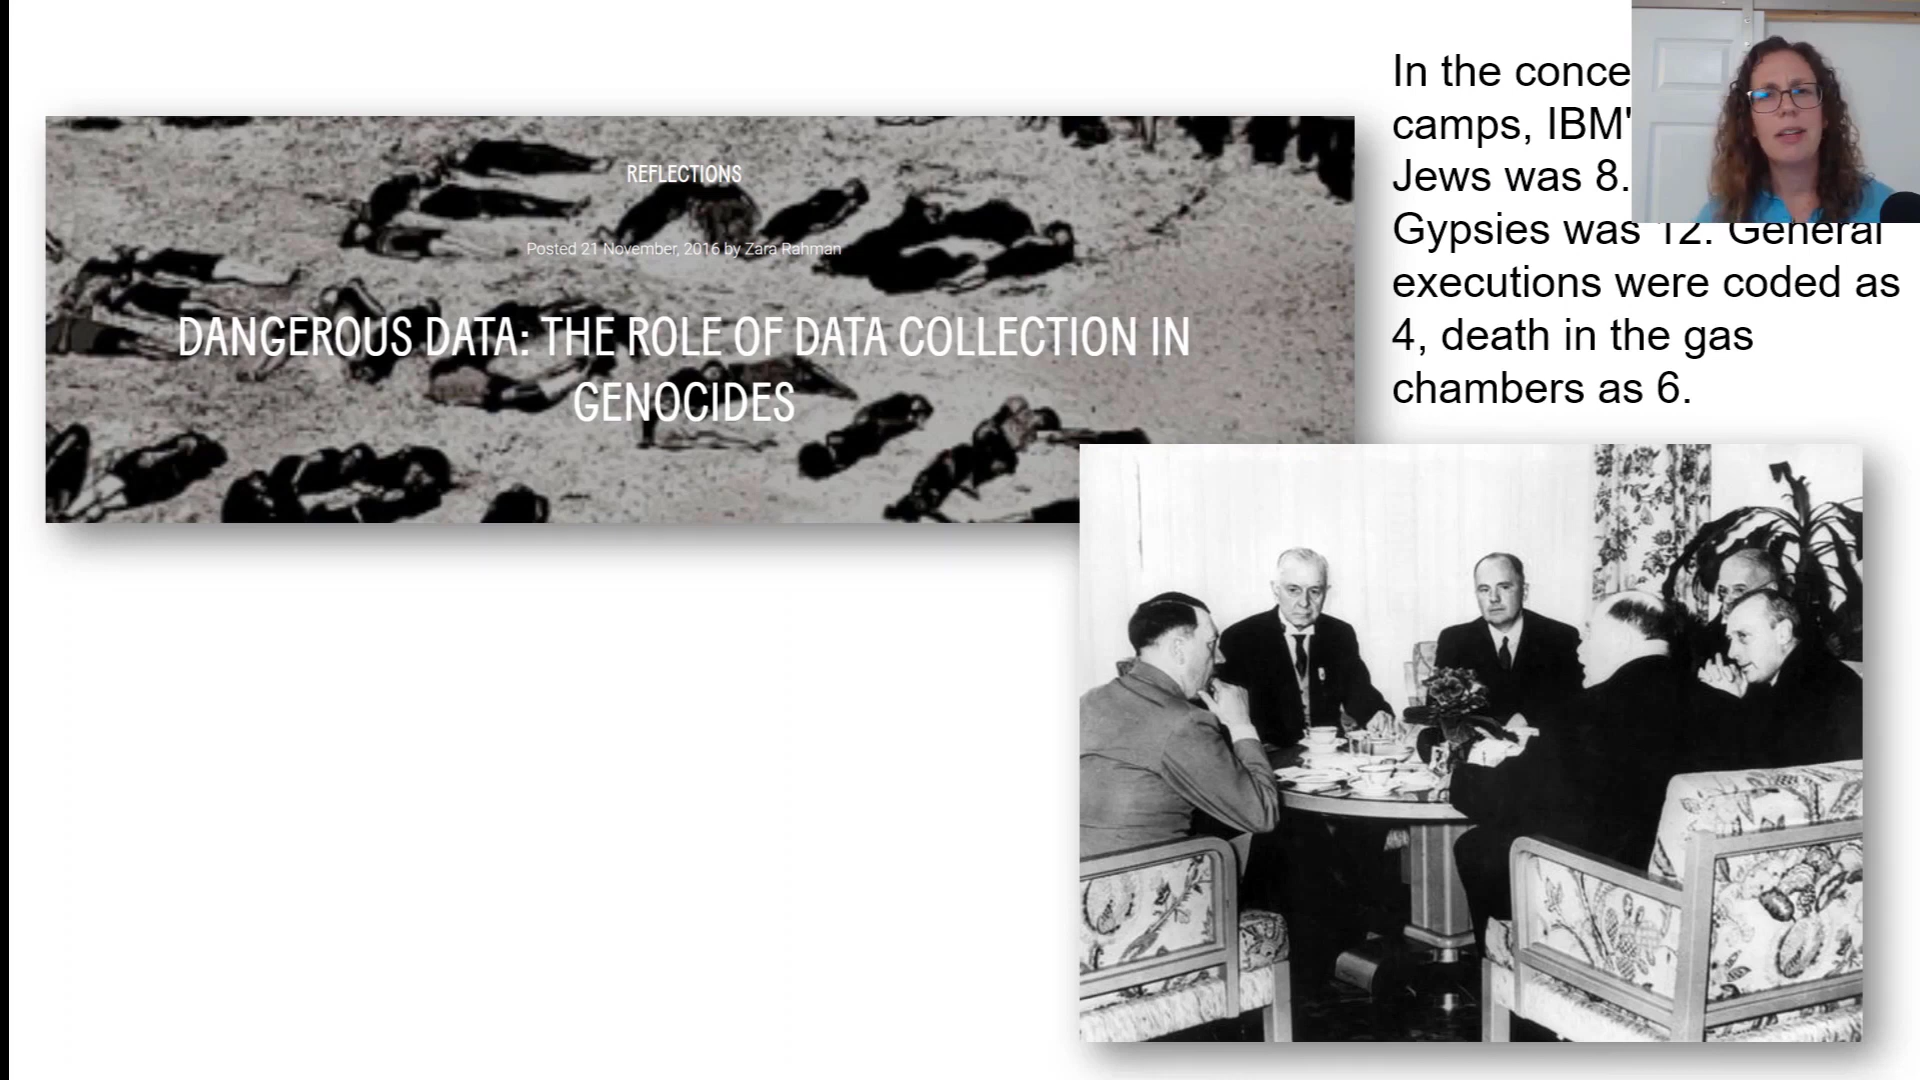 REFLECTIONS
Posted 21 November, 2016 by Zara Rahman
DANGEROUS DATA: THE ROLE OF DATA COLLECTION IN
GENOCIDES
In the conce
camps, IBM'
Jews was 8.
Gypsies was 12. General
executions were coded as
4, death in the gas
chambers as 6.